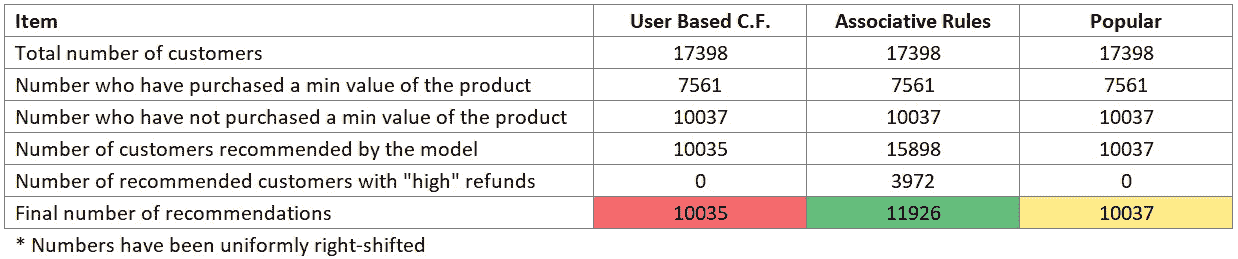 Item User Based C.F. Associative Rules Popular
Total number of customers 17398 17398 17398
Number who have purchased a min value of the product 7561 7561 7561
Number who have not purchased a min value of the product 10037 10037 10037
Number of customers recommended by the model 10035 15898 10037
Number of recommended customers with "high" refunds 0 3972 0
Final number of recommendations 10035 11926 10037
* Numbers have been uniformly right-shifted